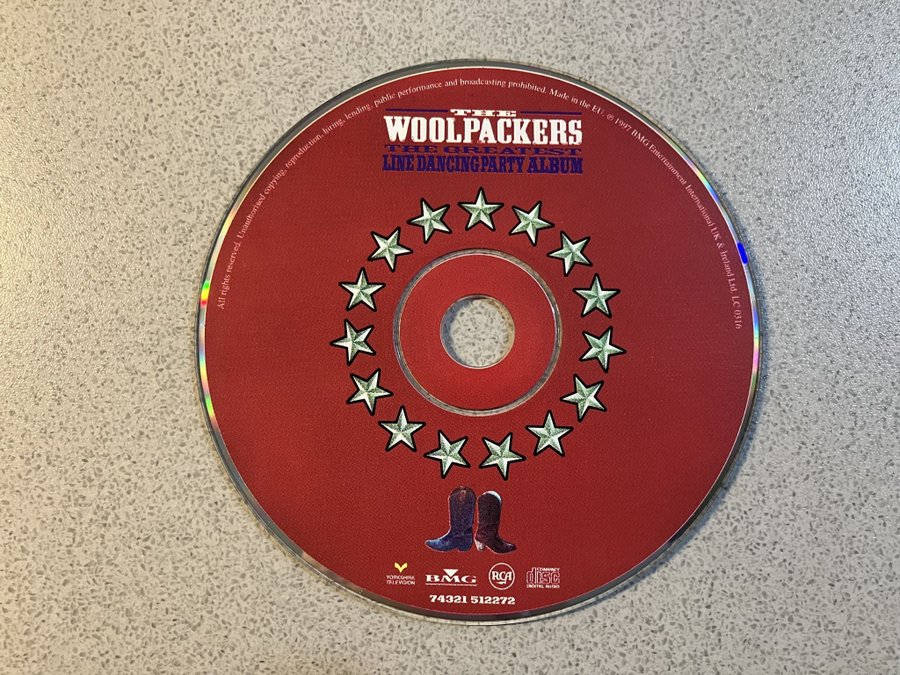 All rights reserved. Unauthorised copying, reproduction, hiring, lending, public performance and broadcasting prohibited. Made in the EU. ℗ 1997 BMG Entertainment International UK & Ireland Ltd. LC 0316
THE
WOOLPACKERS
THE GREATEST
LINE DANCING PARTY ALBUM
YORKSHIRE
TELEVISION
BMG
RCA
COMPACT
disc
DIGITAL AUDIO
74321 512272